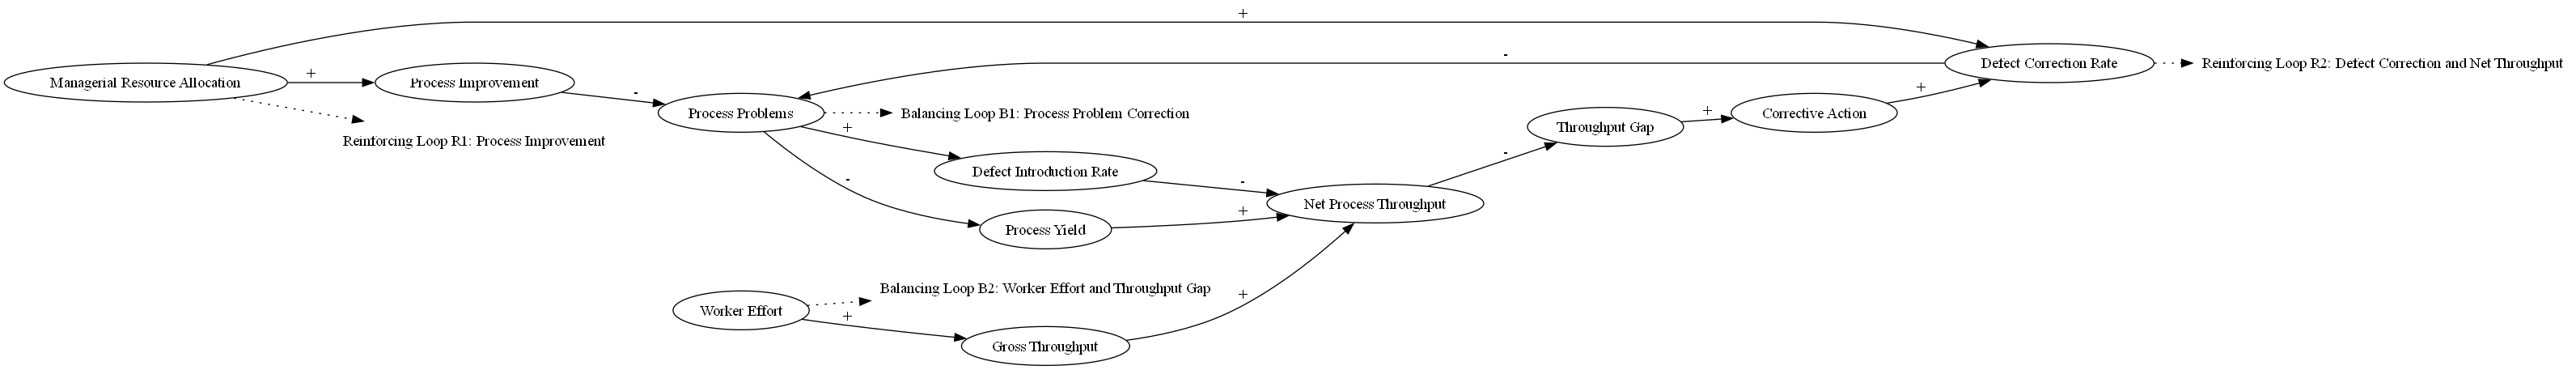 +
-
Managerial Resource Allocation
+
Process Improvement
-
Process Problems
+
-
Reinforcing Loop R1: Process Improvement
Balancing Loop B1: Process Problem Correction
Defect Introduction Rate
-
Process Yield
+
Net Process Throughput
-
Throughput Gap
+
Corrective Action
+
Defect Correction Rate
Reinforcing Loop R2: Defect Correction and Net Throughput
Balancing Loop B2: Worker Effort and Throughput Gap
Worker Effort
+
Gross Throughput
+